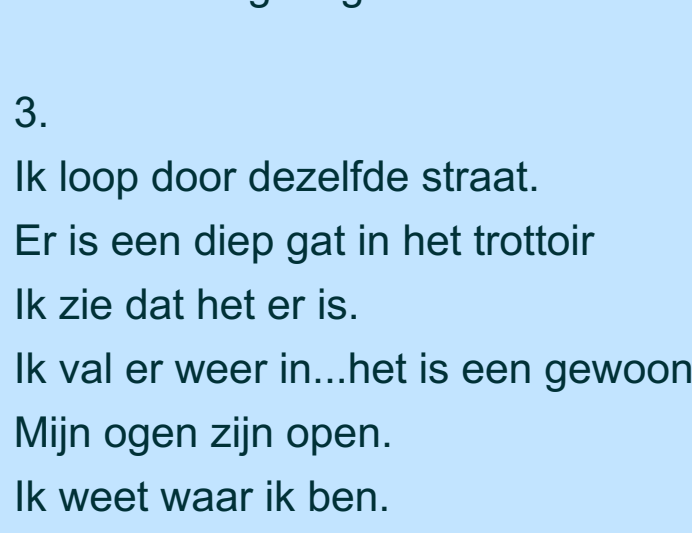 3.
Ik loop door dezelfde straat.
Er is een diep gat in het trottoir
Ik zie dat het er is.
Ik val er weer in...het is een gewoon
Mijn ogen zijn open.
Ik weet waar ik ben.